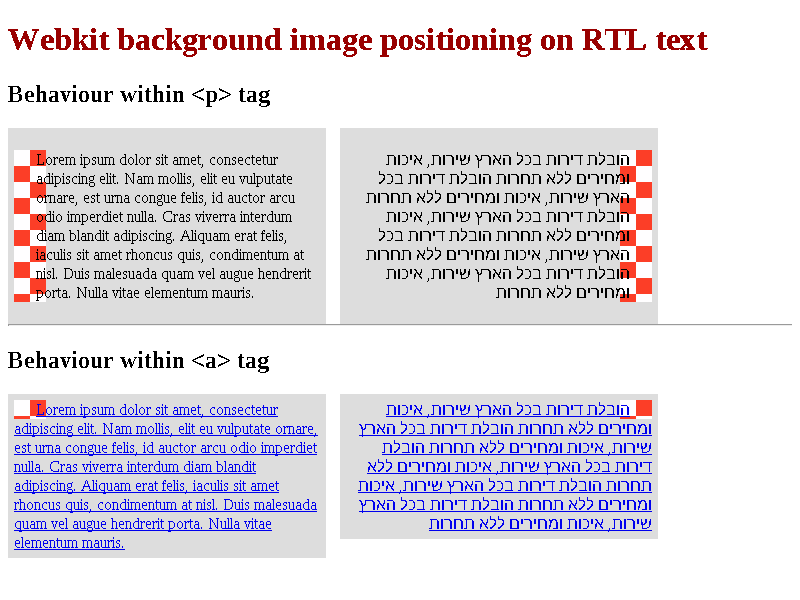 Webkit background image positioning on RTL text
Behaviour within <p> tag
Lorem ipsum dolor sit amet, consectetur
adipiscing elit. Nam mollis, elit eu vulputate
ornare, est urna congue felis, id auctor arcu
odio imperdiet nulla. Cras viverra interdum
diam blandit adipiscing. Aliquam erat felis,
iaculis sit amet rhoncus quis, condimentum at
nisl. Duis malesuada quam vel augue hendrerit
porta. Nulla vitae elementum mauris.
הובלת דירות בכל הארץ שירות, איכות
ומחירים ללא תחרות הובלת דירות בכל
הארץ שירות, איכות ומחירים ללא תחרות
הובלת דירות בכל הארץ שירות, איכות
ומחירים ללא תחרות הובלת דירות בכל
הארץ שירות, איכות ומחירים ללא תחרות
הובלת דירות בכל הארץ שירות, איכות
ומחירים ללא תחרות
Behaviour within <a> tag
Lorem ipsum dolor sit amet, consectetur
adipiscing elit. Nam mollis, elit eu vulputate ornare,
est urna congue felis, id auctor arcu odio imperdiet
nulla. Cras viverra interdum diam blandit
adipiscing. Aliquam erat felis, iaculis sit amet
rhoncus quis, condimentum at nisl. Duis malesuada
quam vel augue hendrerit porta. Nulla vitae
elementum mauris.
הובלת דירות בכל הארץ שירות, איכות
ומחירים ללא תחרות הובלת דירות בכל הארץ
שירות, איכות ומחירים ללא תחרות הובלת
דירות בכל הארץ שירות, איכות ומחירים ללא
תחרות הובלת דירות בכל הארץ שירות, איכות
ומחירים ללא תחרות הובלת דירות בכל הארץ
שירות, איכות ומחירים ללא תחרות